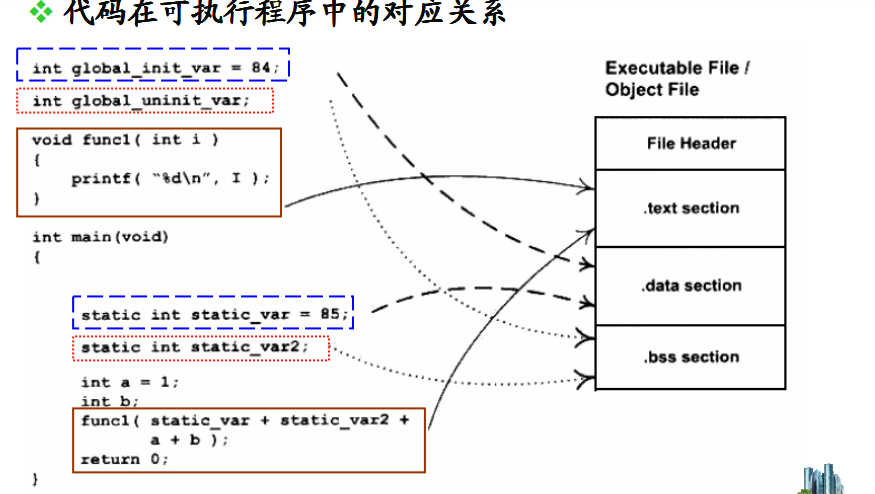 代码在可执行程序中的对应关系
int global_init_var = 84;
int global_uninit_var;
void func1( int i )
{
printf( “%d\n”, I );
}
int main(void)
{
static int static_var = 85;
static int static_var2;
int a = 1;
int b;
func1( static_var + static_var2 +
a + b );
return 0;
}
Executable File /
Object File
File Header
.text section
.data section
.bss section